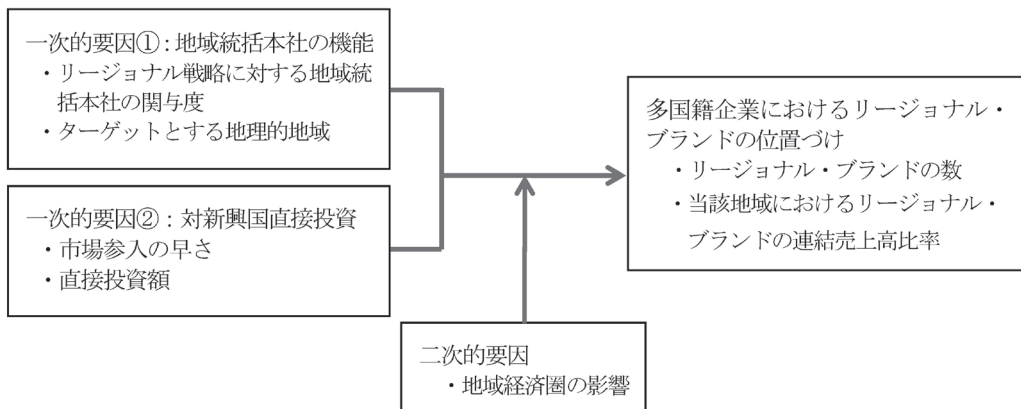 一次的要因①：地域統括本社の機能
・リージョナル戦略に対する地域統
括本社の関与度
・ターゲットとする地理的地域
一次的要因②：対新興国直接投資
・市場参入の早さ
・直接投資額
二次的要因
・地域経済圏の影響
多国籍企業におけるリージョナル・
ブランドの位置づけ
・リージョナル・ブランドの数
・当該地域におけるリージョナル・
ブランドの連結売上高比率